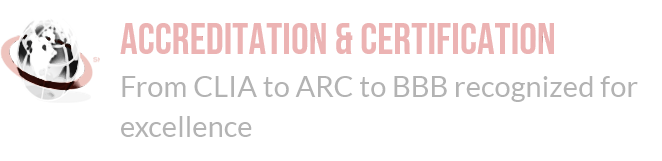 ACCREDITATION & CERTIFICATION
From CLIA to ARC to BBB recognized for
excellence